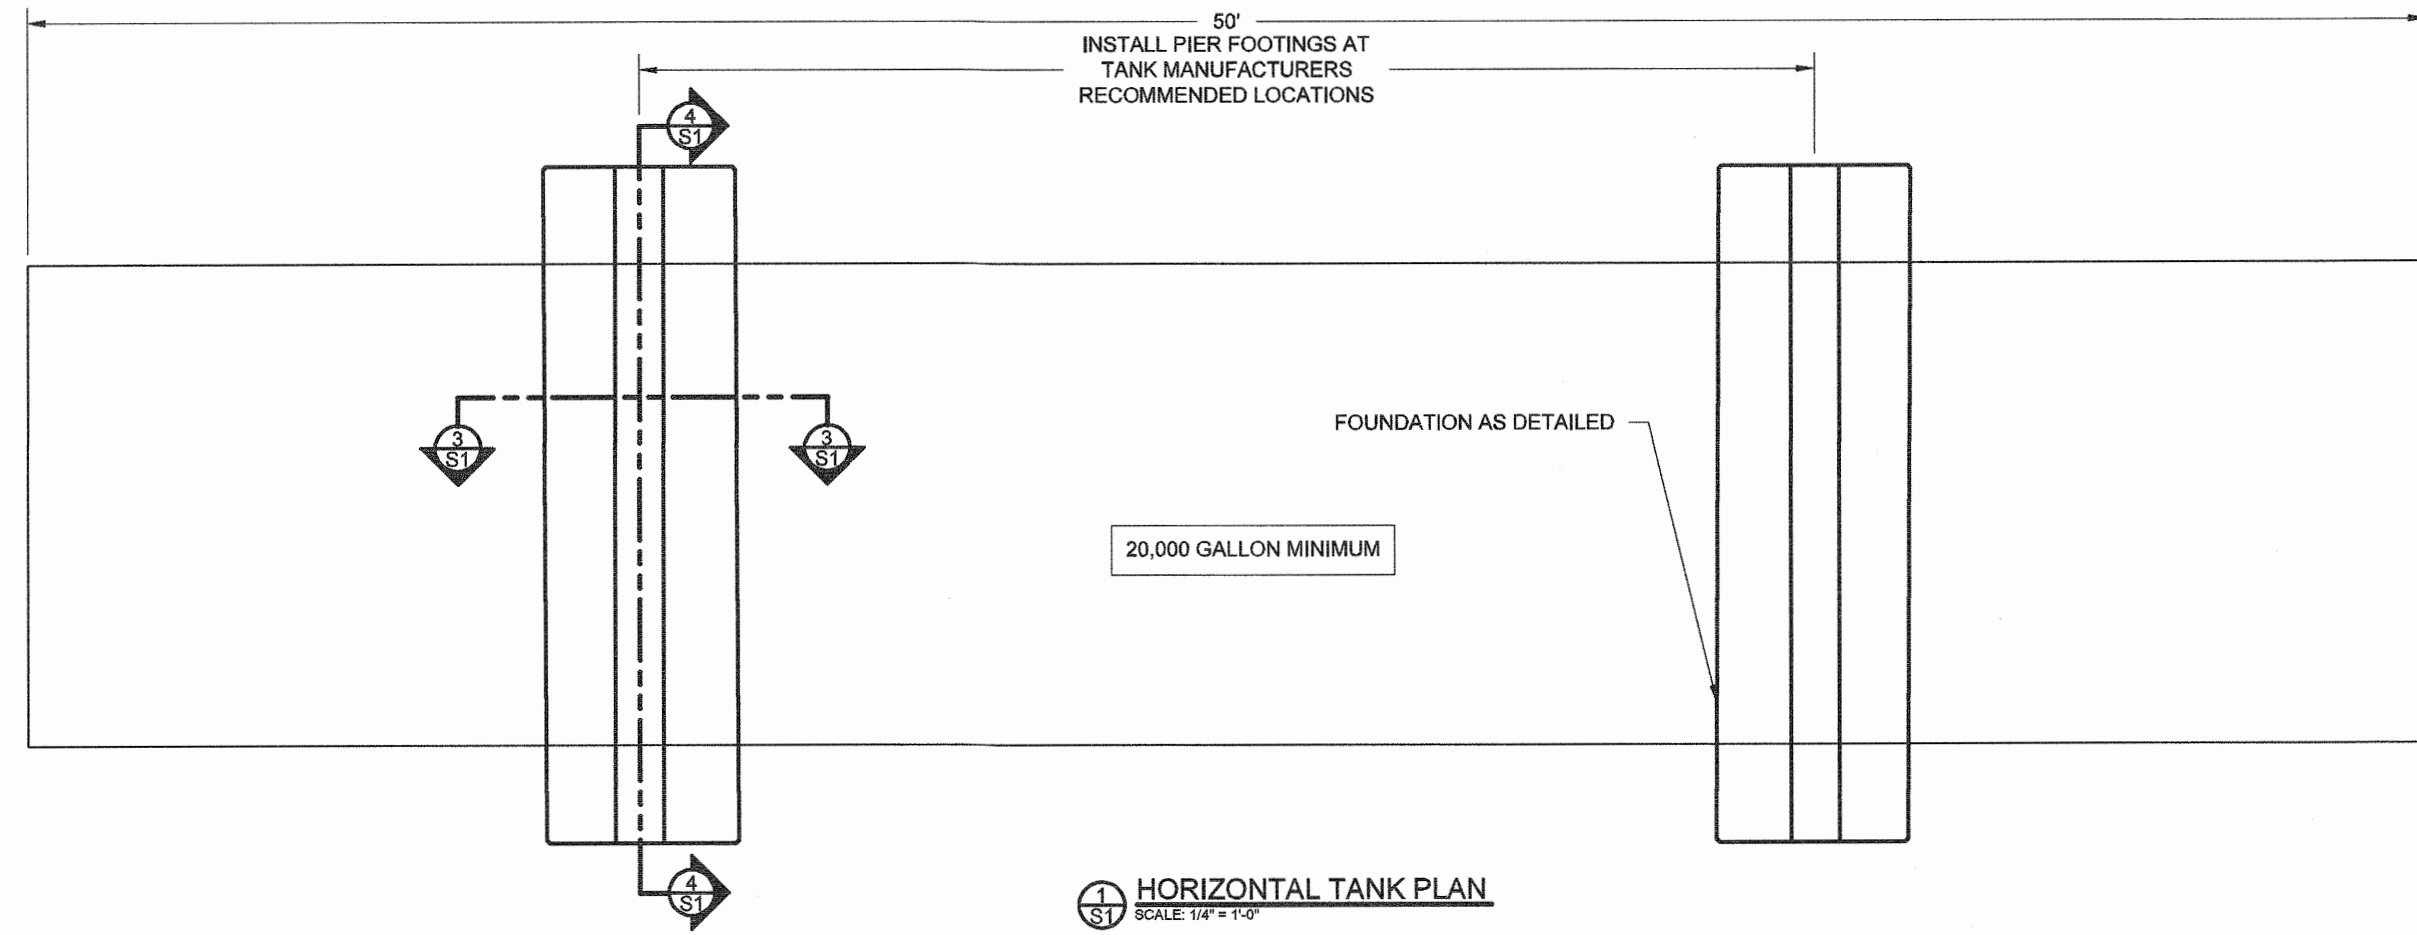 50'
INSTALL PIER FOOTINGS AT
TANK MANUFACTURERS
RECOMMENDED LOCATIONS
4
S1
3
S1
3
S1
FOUNDATION AS DETAILED
20,000 GALLON MINIMUM
4
S1
1
S1
HORIZONTAL TANK PLAN
SCALE: 1/4" = 1'-0"